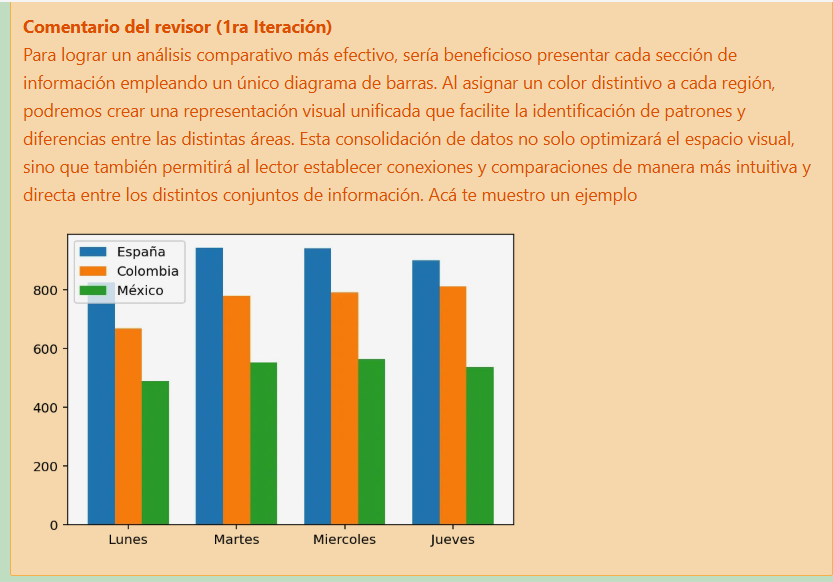 Comentario del revisor (1ra Iteración)
Para lograr un análisis comparativo más efectivo, sería beneficioso presentar cada sección de
información empleando un único diagrama de barras. Al asignar un color distintivo a cada región,
podremos crear una representación visual unificada que facilite la identificación de patrones y
diferencias entre las distintas áreas. Esta consolidación de datos no solo optimizará el espacio visual,
sino que también permitirá al lector establecer conexiones y comparaciones de manera más intuitiva y
directa entre los distintos conjuntos de información. Acá te muestro un ejemplo
España
Colombia
México
800
600
400
200
0
Lunes Martes Miercoles Jueves